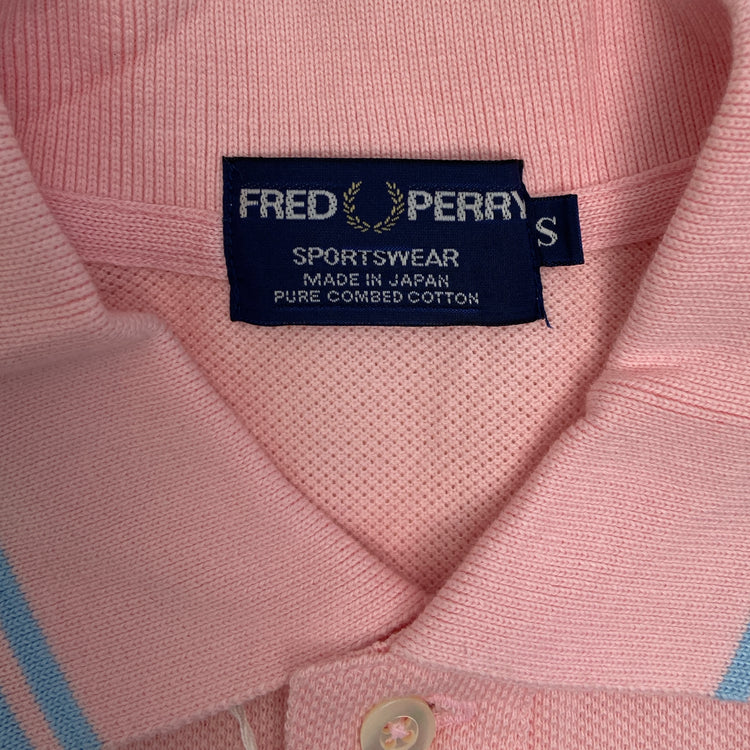 FRED PERRY
S
SPORTSWEAR
MADE IN JAPAN
PURE COMBED COTTON